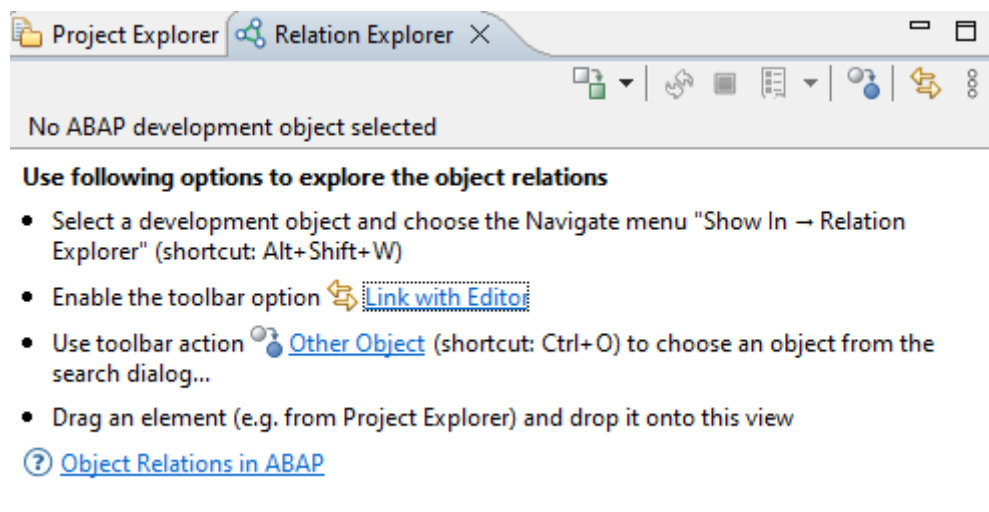 Project Explorer Relation Explorer
No ABAP development object selected
Use following options to explore the object relations
• Select a development object and choose the Navigate menu "Show In → Relation
Explorer" (shortcut: Alt+Shift+W)
• Enable the toolbar option Link with Editor
• Use toolbar action Other Object (shortcut: Ctrl+O) to choose an object from the
search dialog...
• Drag an element (e.g. from Project Explorer) and drop it onto this view
Object Relations in ABAP